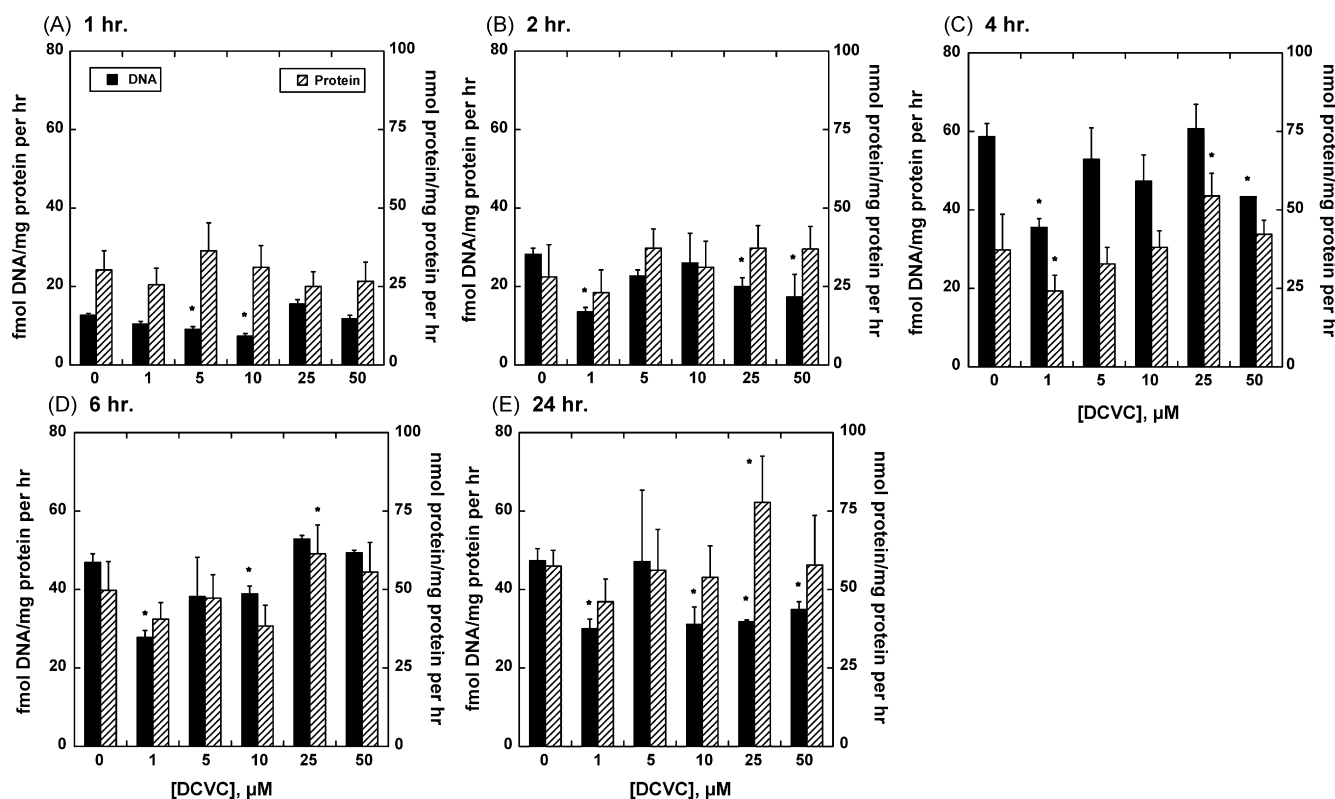 (A) 1 hr.
80
60
40
20
0
fmol DNA/mg protein per hr
DNA
Protein
*
*
100
75
50
25
0
nmol protein/mg protein per hr
0 1 5 10 25 50
(B) 2 hr.
80
60
40
20
0
fmol DNA/mg protein per hr
*
*
*
100
75
50
25
0
nmol protein/mg protein per hr
0 1 5 10 25 50
(C) 4 hr.
80
60
40
20
0
fmol DNA/mg protein per hr
*
*
*
*
100
75
50
25
0
nmol protein/mg protein per hr
0 1 5 10 25 50
[DCVC], µM
(D) 6 hr.
80
60
40
20
0
fmol DNA/mg protein per hr
*
*
*
100
75
50
25
0
nmol protein/mg protein per hr
0 1 5 10 25 50
[DCVC], µM
(E) 24 hr.
80
60
40
20
0
fmol DNA/mg protein per hr
*
*
*
*
*
100
75
50
25
0
nmol protein/mg protein per hr
0 1 5 10 25 50
[DCVC], µM